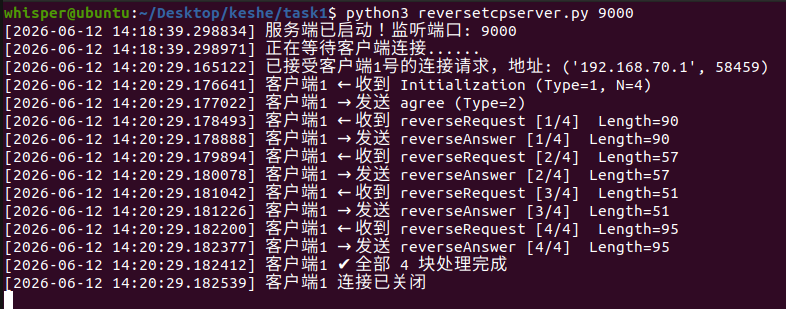 whisper@ubuntu:~/Desktop/keshe/task1$ python3 reversetcpserver.py 9000
[2026-06-12 14:18:39.298834] 服务端已启动！监听端口: 9000
[2026-06-12 14:18:39.298971] 正在等待客户端连接......
[2026-06-12 14:20:29.165122] 已接受客户端1号的连接请求，地址: ('192.168.70.1', 58459)
[2026-06-12 14:20:29.176641] 客户端1 ←收到 Initialization (Type=1, N=4)
[2026-06-12 14:20:29.177022] 客户端1 →发送 agree (Type=2)
[2026-06-12 14:20:29.178493] 客户端1 ←收到 reverseRequest [1/4]  Length=90
[2026-06-12 14:20:29.178888] 客户端1 →发送 reverseAnswer [1/4]  Length=90
[2026-06-12 14:20:29.179894] 客户端1 ←收到 reverseRequest [2/4]  Length=57
[2026-06-12 14:20:29.180078] 客户端1 →发送 reverseAnswer [2/4]  Length=57
[2026-06-12 14:20:29.181042] 客户端1 ←收到 reverseRequest [3/4]  Length=51
[2026-06-12 14:20:29.181226] 客户端1 →发送 reverseAnswer [3/4]  Length=51
[2026-06-12 14:20:29.182200] 客户端1 ←收到 reverseRequest [4/4]  Length=95
[2026-06-12 14:20:29.182377] 客户端1 →发送 reverseAnswer [4/4]  Length=95
[2026-06-12 14:20:29.182412] 客户端1 ✔全部 4 块处理完成
[2026-06-12 14:20:29.182539] 客户端1 连接已关闭